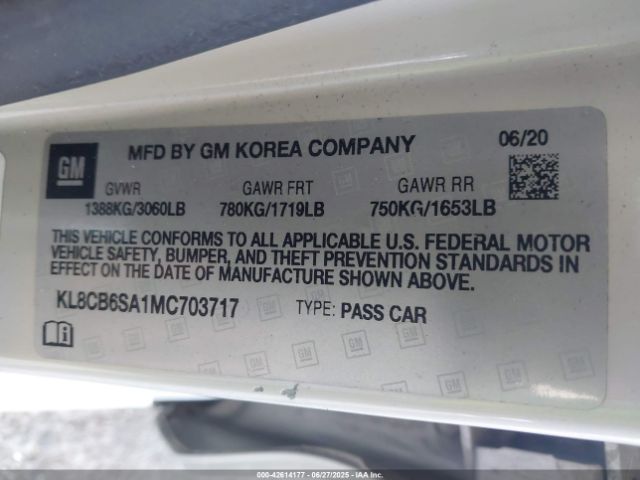 GM
MFD BY GM KOREA COMPANY
06/20
GVWR GAWR FRT GAWR RR
1388KG/3060LB 780KG/1719LB 750KG/1653LB
THIS VEHICLE CONFORMS TO ALL APPLICABLE U.S. FEDERAL MOTOR
VEHICLE SAFETY, BUMPER, AND THEFT PREVENTION STANDARDS IN
EFFECT ON THE DATE OF MANUFACTURE SHOWN ABOVE.
KL8CB6SA1MC703717 TYPE: PASS CAR
000-42614177 - 06/27/2025 - IAAI.com